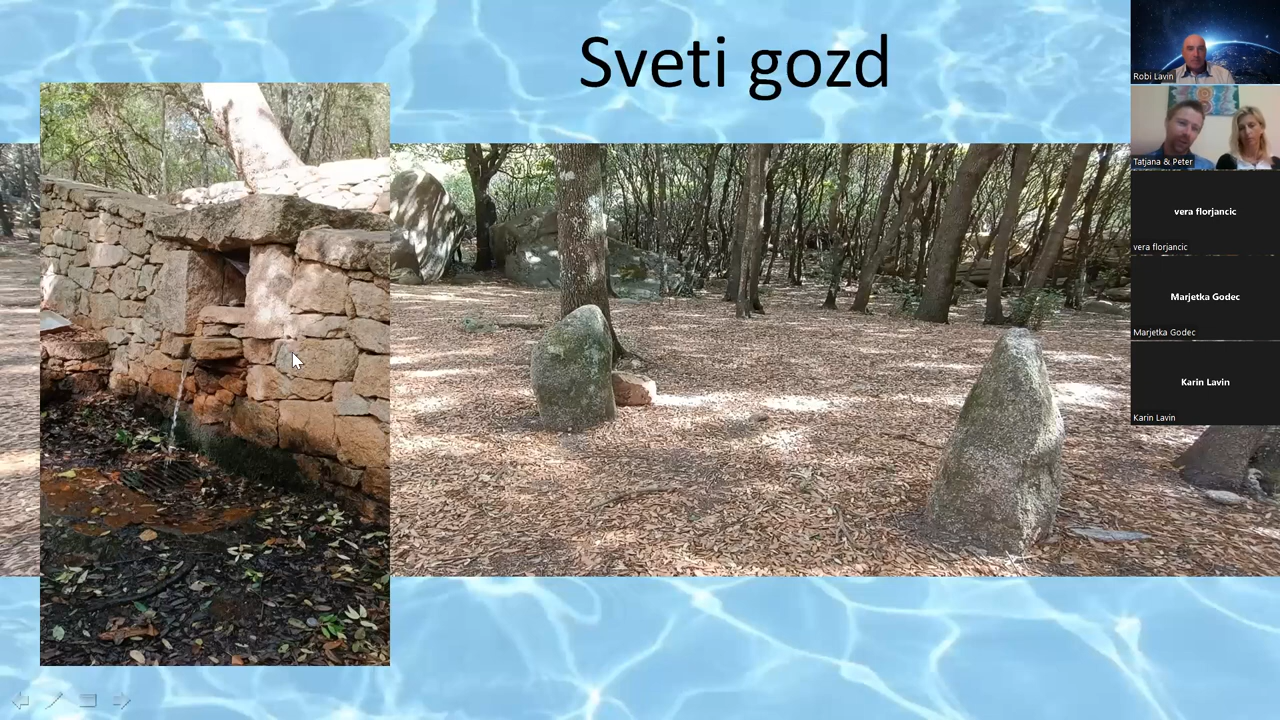 Sveti gozd
Robi Lavin
Tatjana & Peter
vera florjancic
vera florjancic
Marjetka Godec
Marjetka Godec
Karin Lavin
Karin Lavin